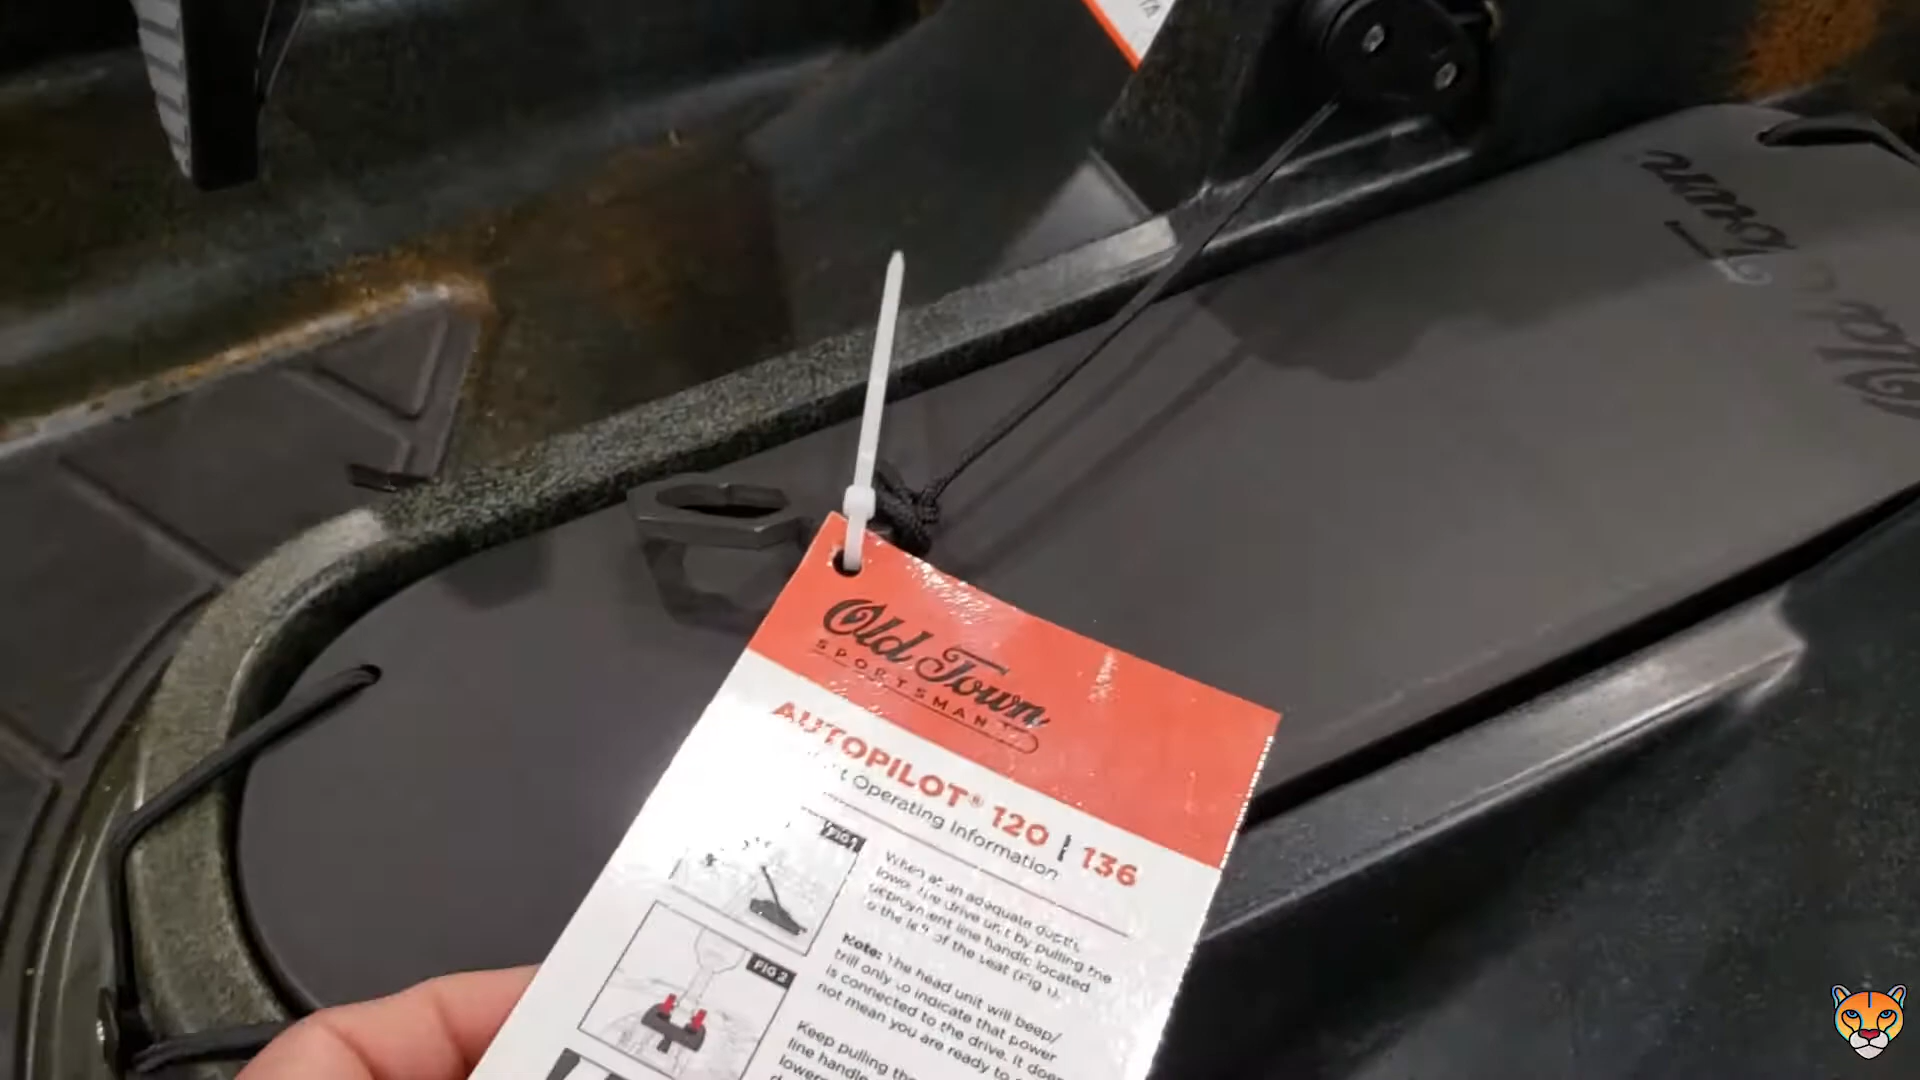 Old Town
Old Town
SPORTSMAN
AUTOPILOT® 120 | 136
Operating Information
FIG 1
When at an adequate depth,
lower the drive unit by pulling the
deployment line handle located
to the left of the seat (Fig 1).
FIG 2
Note: The head unit will beep/
trill only to indicate that power
is connected to the drive. It does
not mean you are ready to
Keep pulling the
line handle